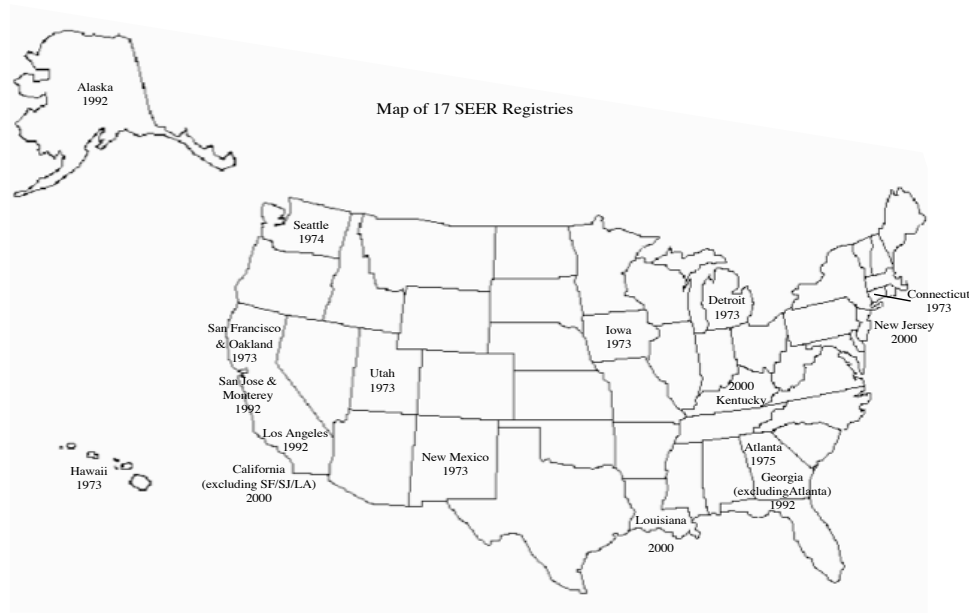 Alaska
1992
Map of 17 SEER Registries
Seattle
1974
Connecticut
1973
Detroit
1973
New Jersey
2000
San Francisco
& Oakland
1973
Iowa
1973
Utah
1973
San Jose &
Monterey
1992
2000
Kentucky
Los Angeles
1992
Atlanta
1975
New Mexico
1973
Hawaii
1973
California
(excluding SF/SJ/LA)
2000
Georgia
(excludingAtlanta)
1992
Louisiana
2000